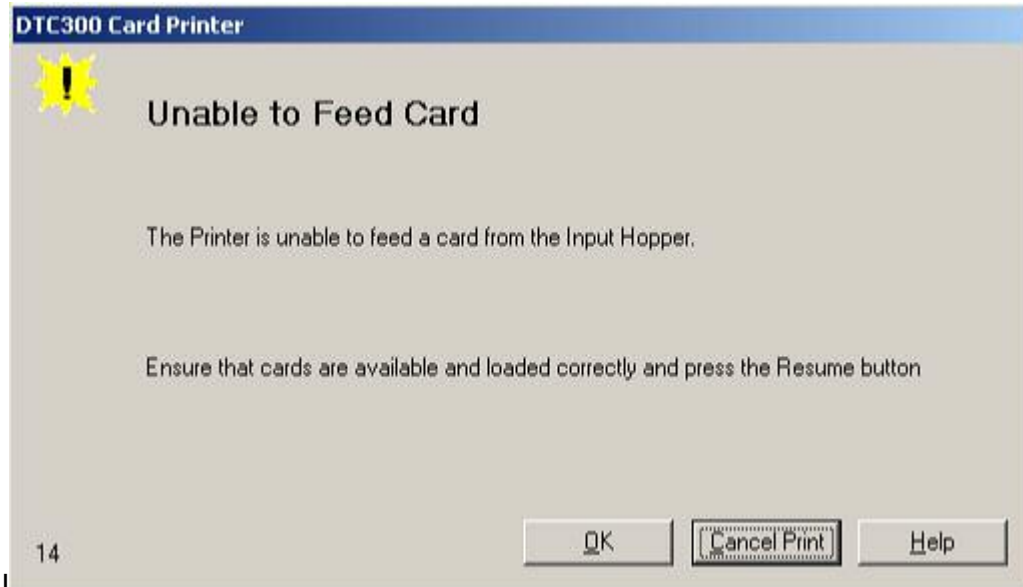 DTC300 Card Printer
!
Unable to Feed Card
The Printer is unable to feed a card from the Input Hopper.
Ensure that cards are available and loaded correctly and press the Resume button
14
OK Cancel Print Help